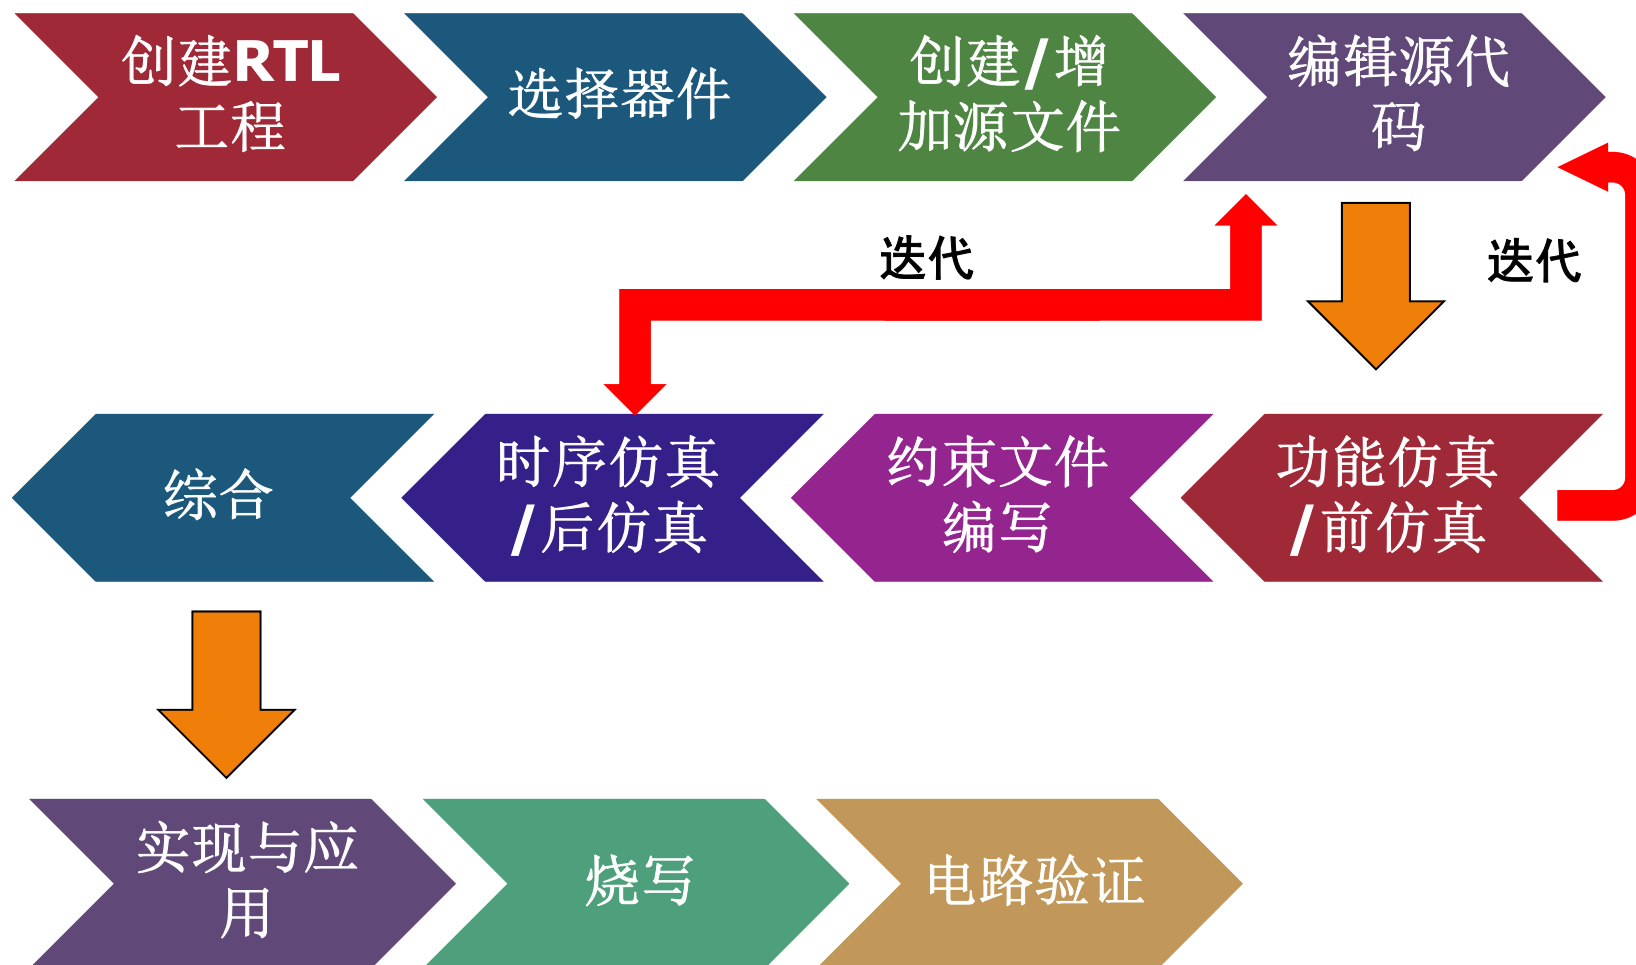 创建RTL
工程
选择器件
创建/增
加源文件
编辑源代
码
迭代
迭代
综合
时序仿真
/后仿真
约束文件
编写
功能仿真
/前仿真
实现与应
用
烧写
电路验证